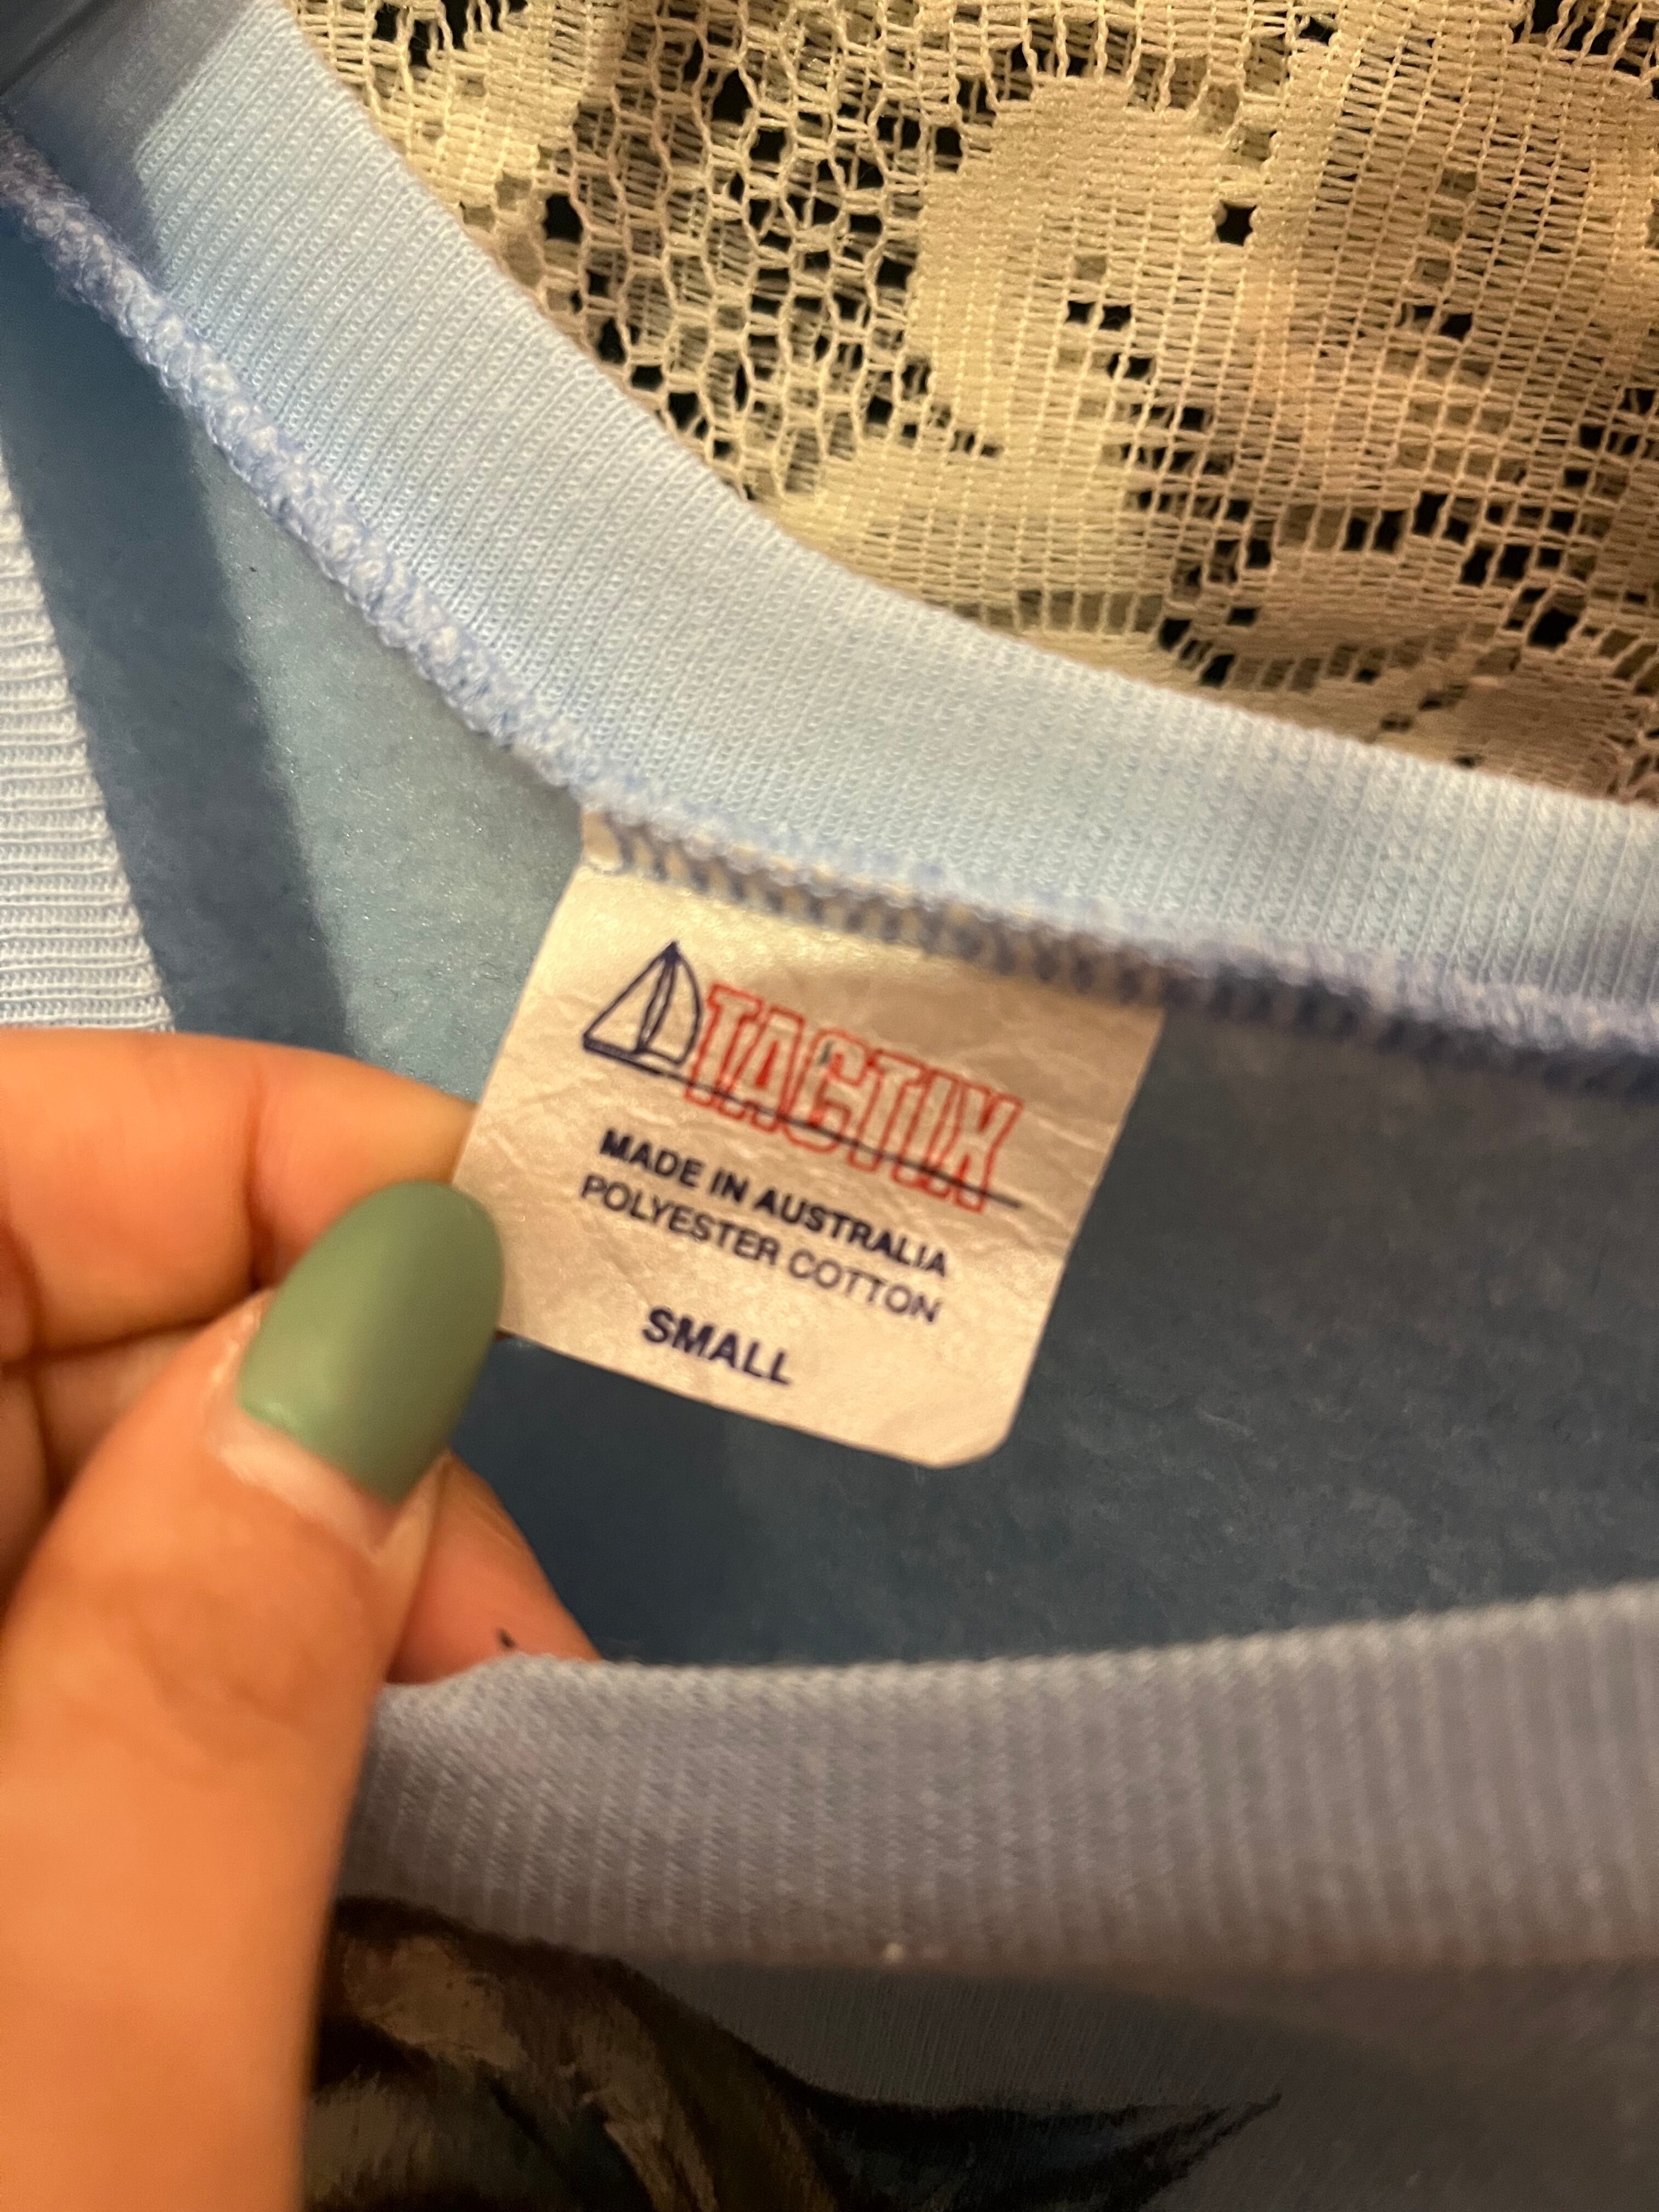 TACTIX
MADE IN AUSTRALIA
POLYESTER COTTON
SMALL